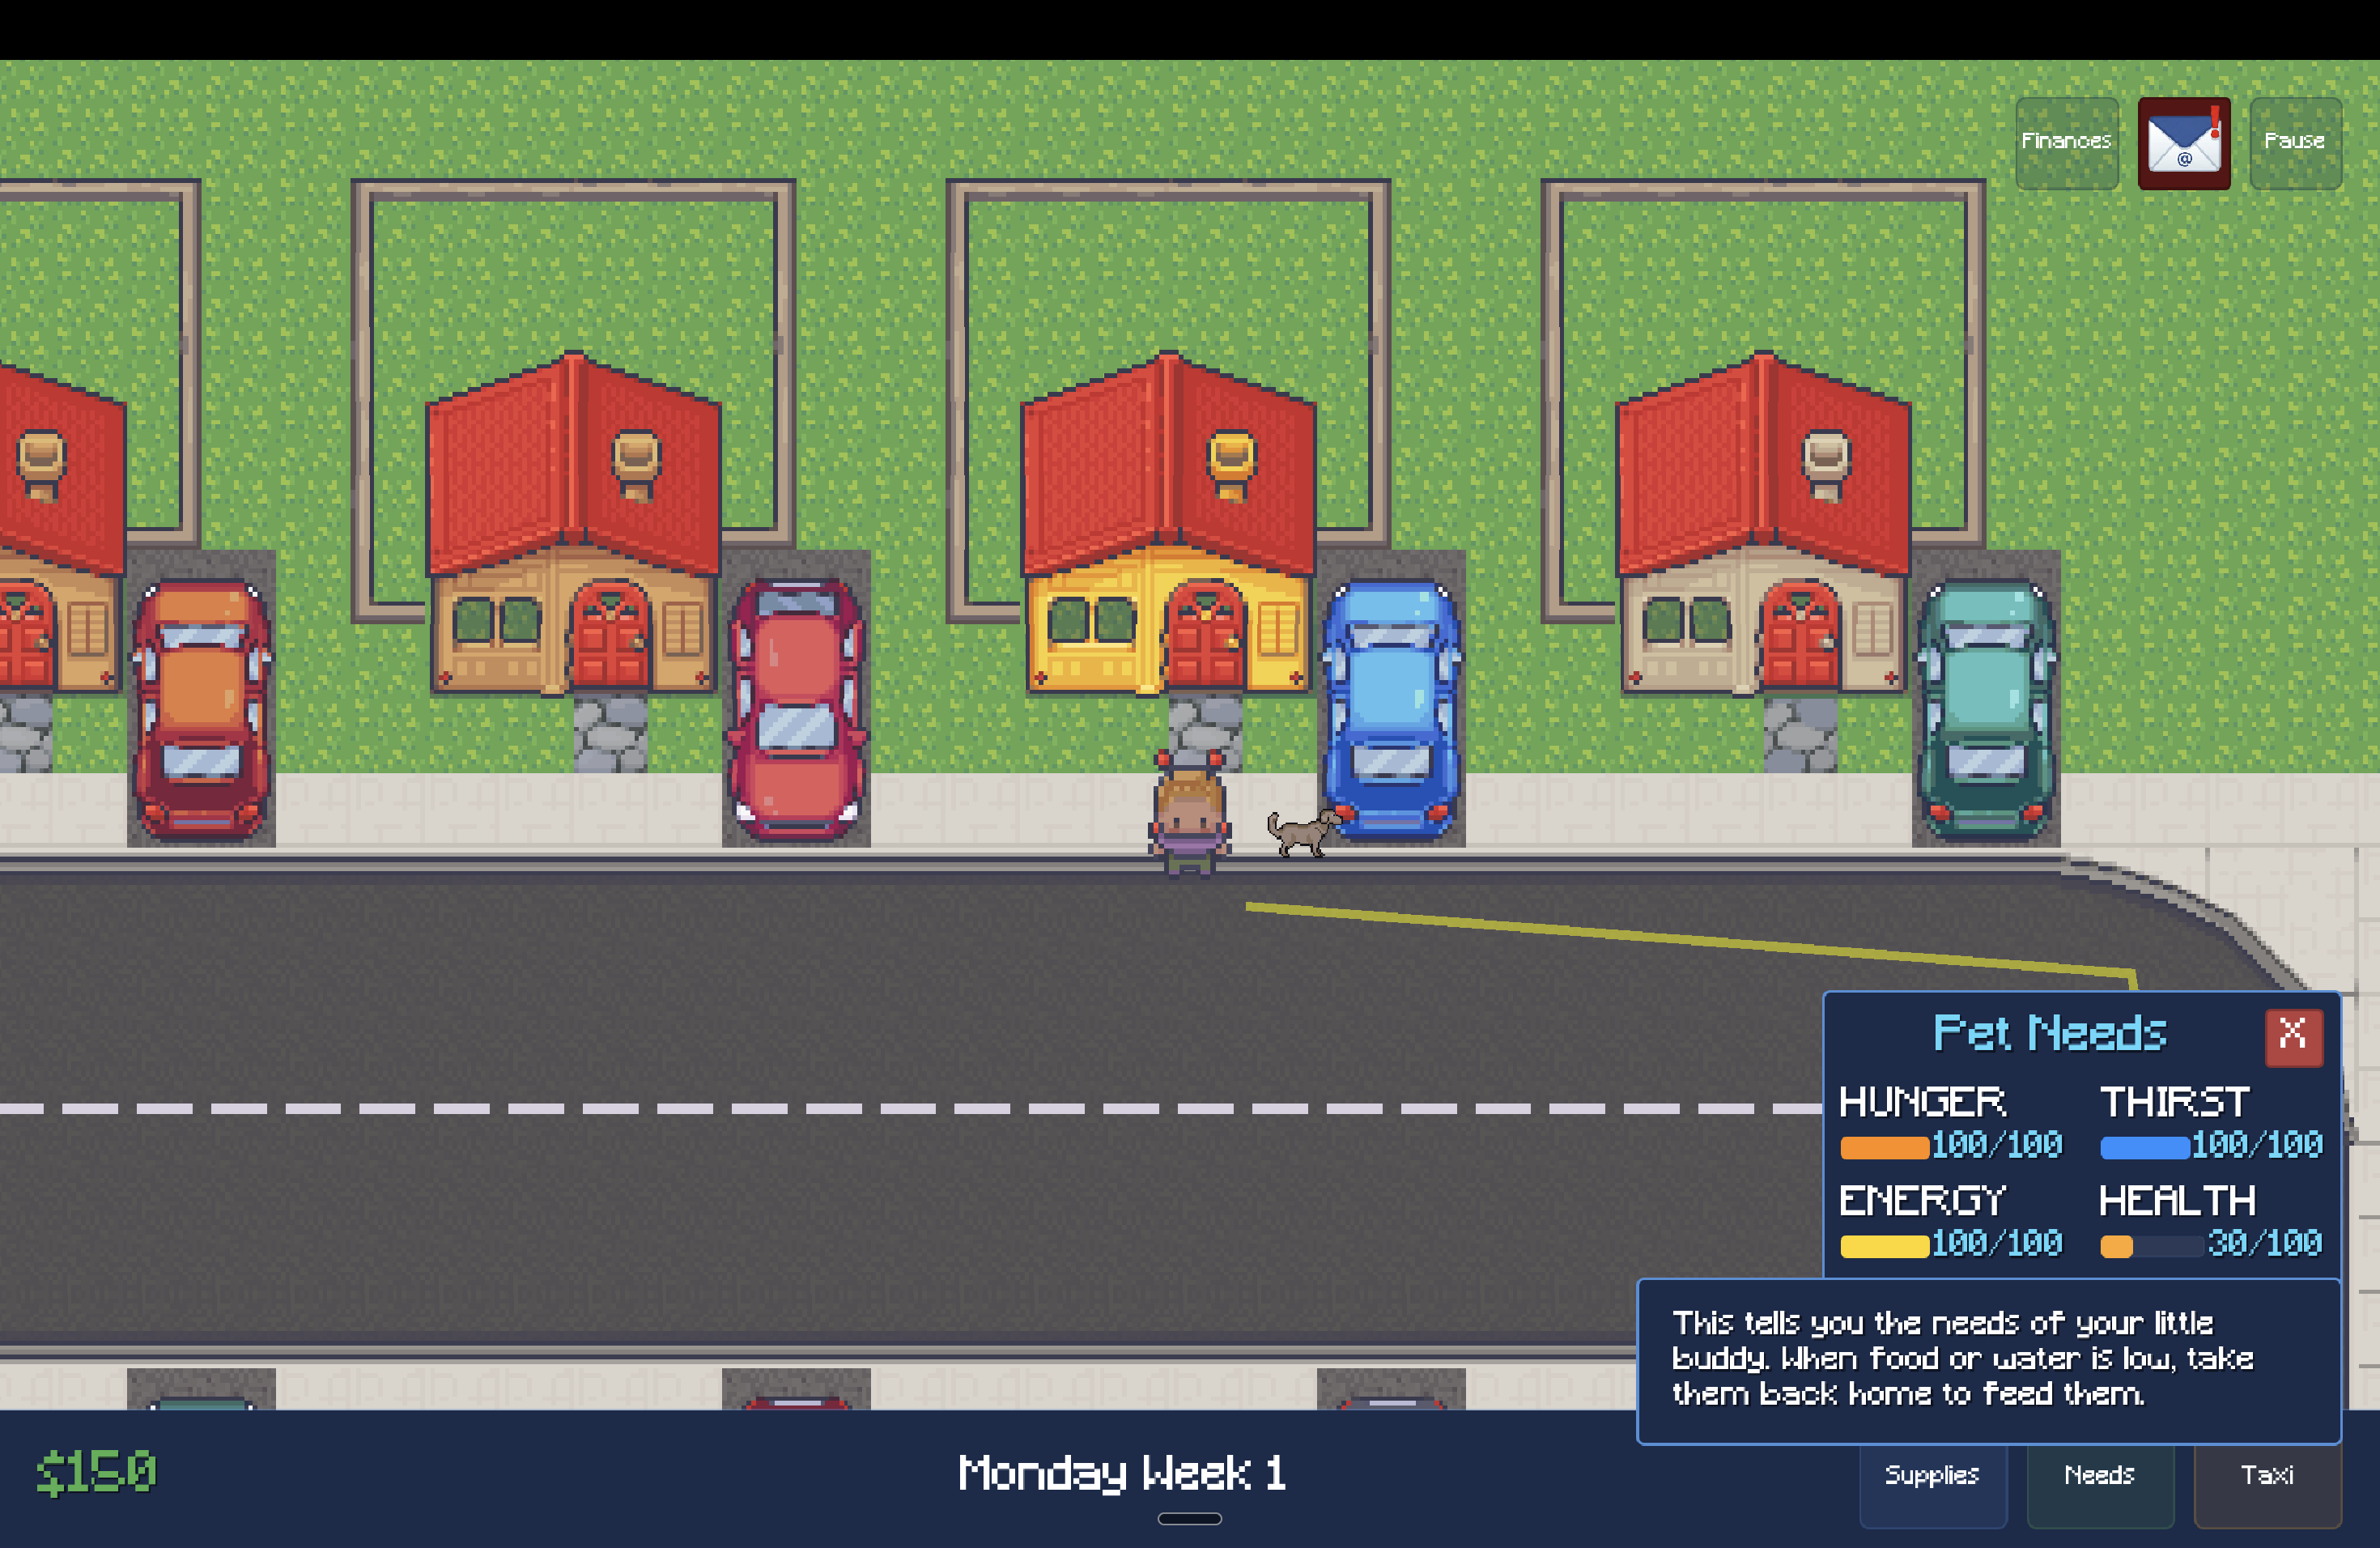 Finances
@
!
Pause
Pet Needs
X
HUNGER THIRST
100/100 100/100
ENERGY HEALTH
100/100 30/100
This tells you the needs of your little
buddy. When food or water is low, take
them back home to feed them.
$150
Monday Week 1
Supplies
Needs
Taxi